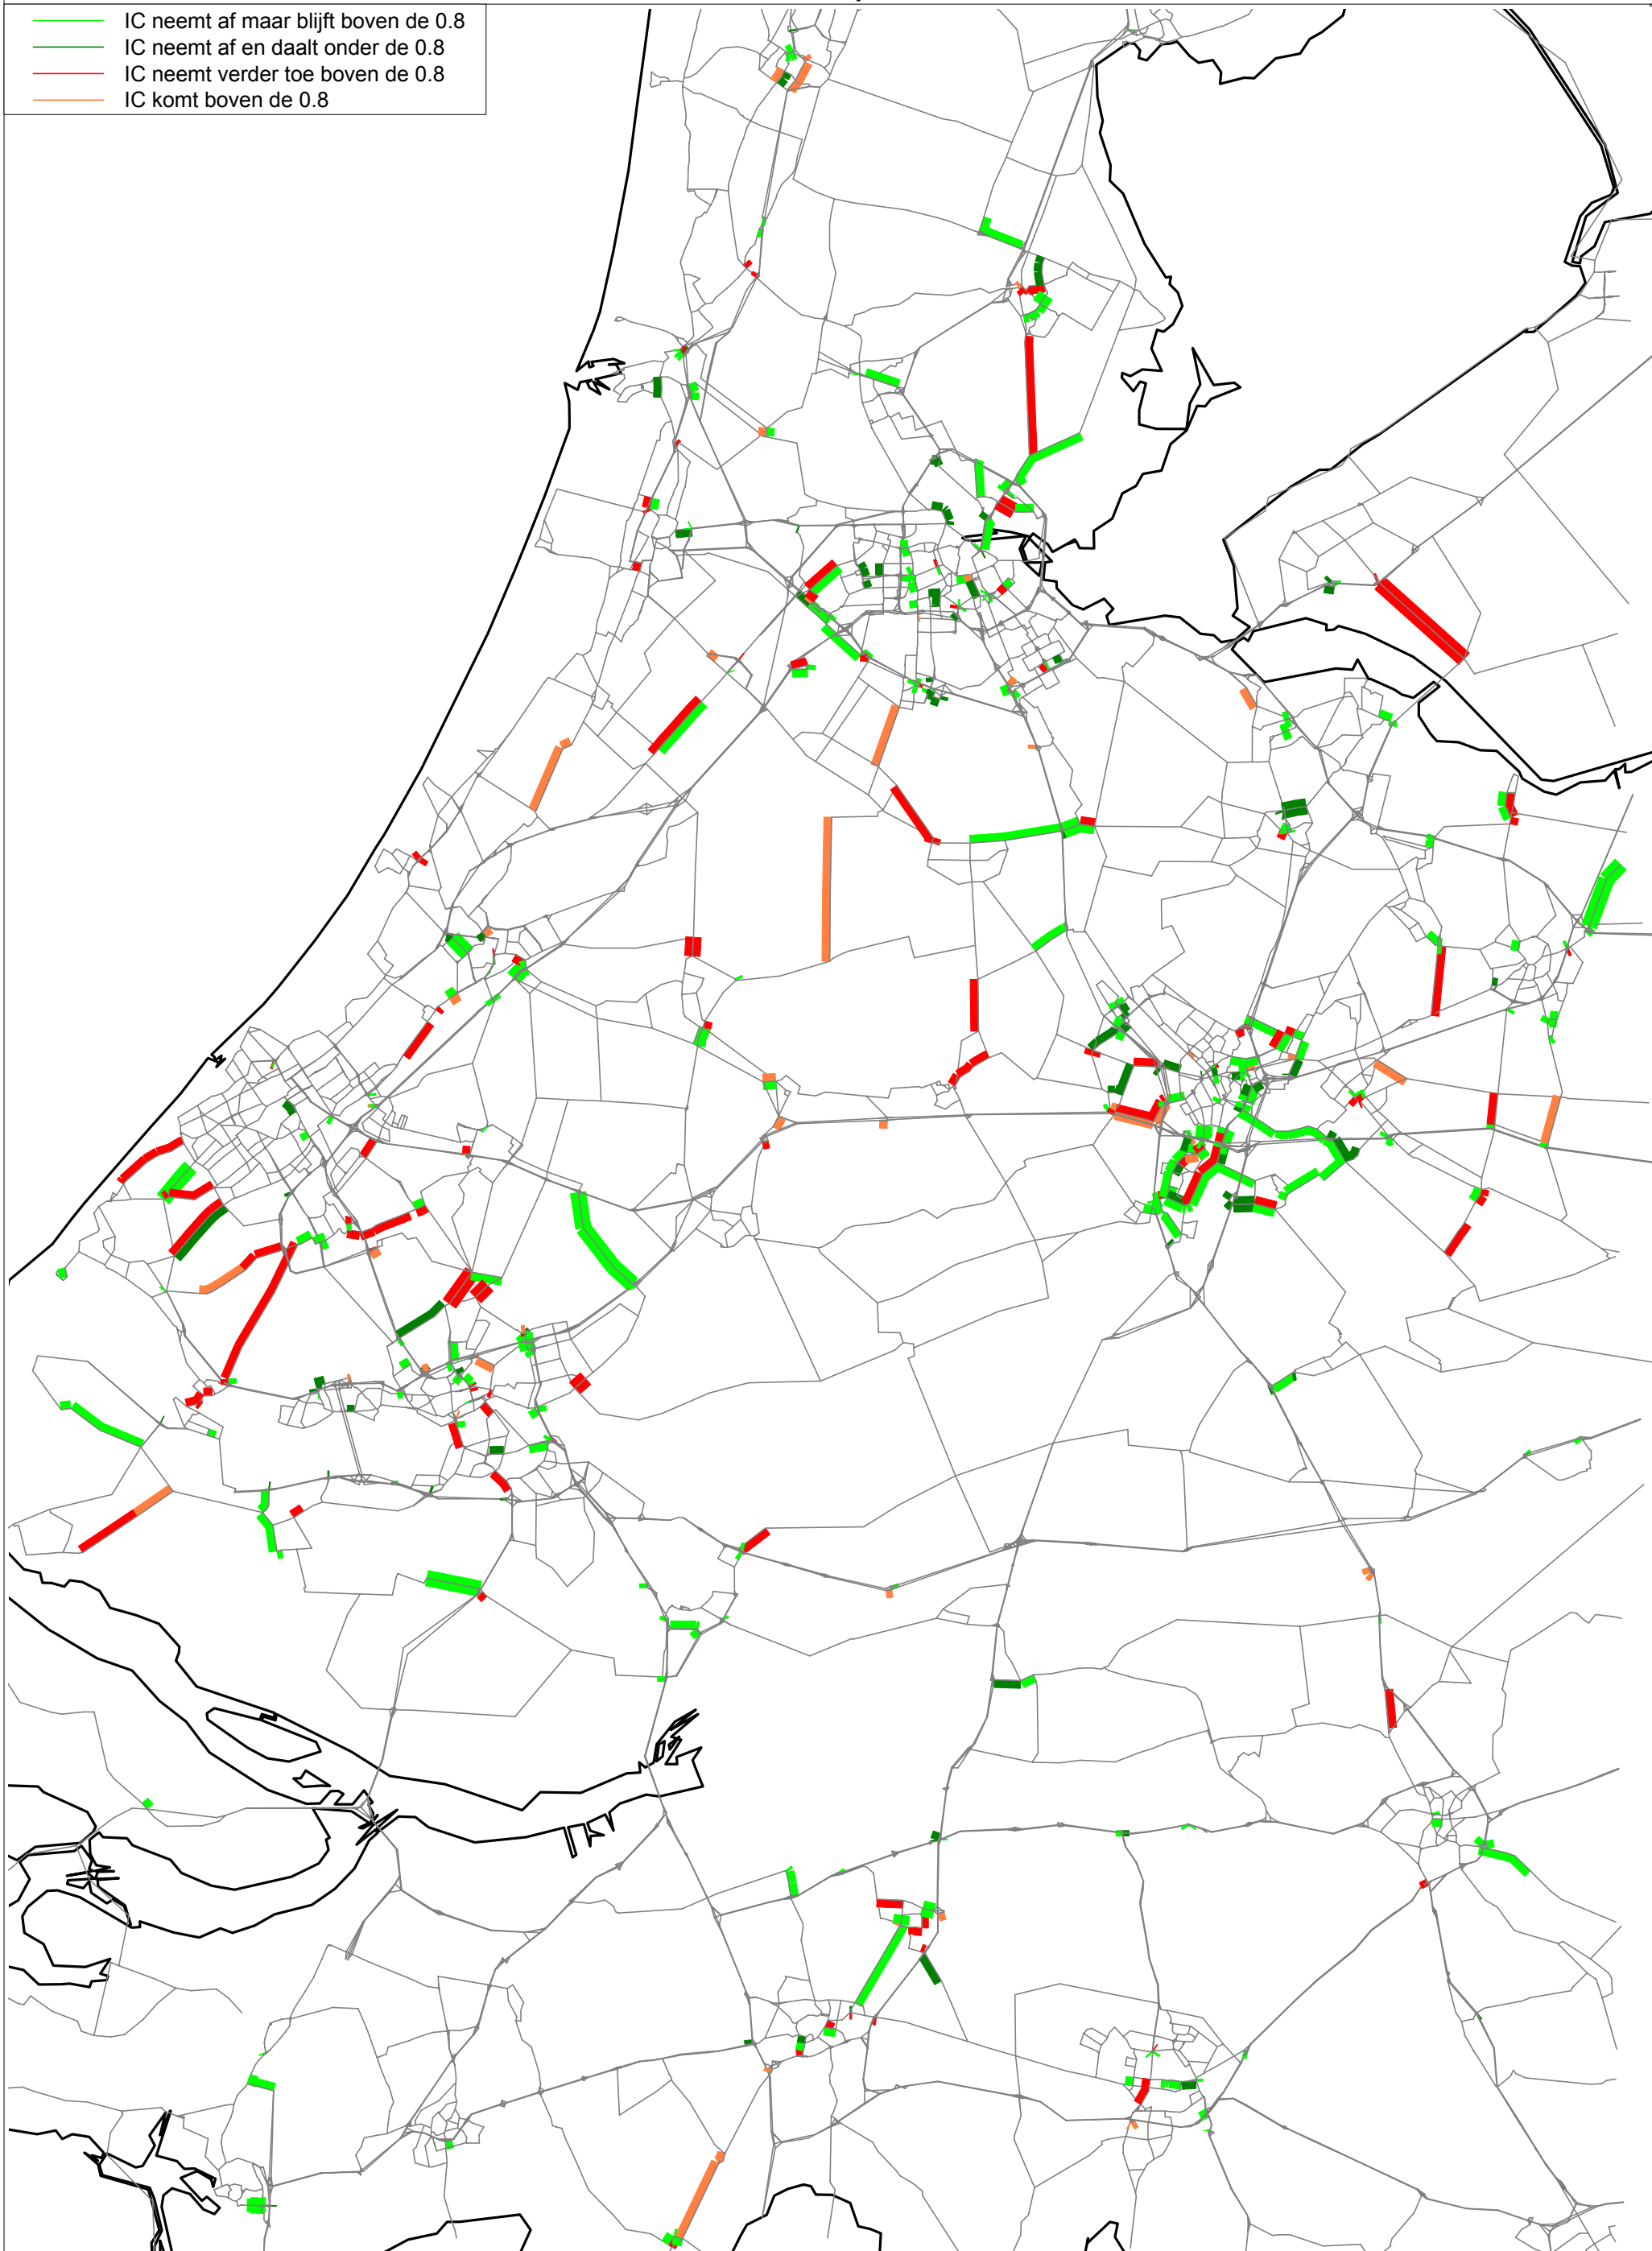 IC neemt af maar blijft boven de 0.8
IC neemt af en daalt onder de 0.8
IC neemt verder toe boven de 0.8
IC komt boven de 0.8